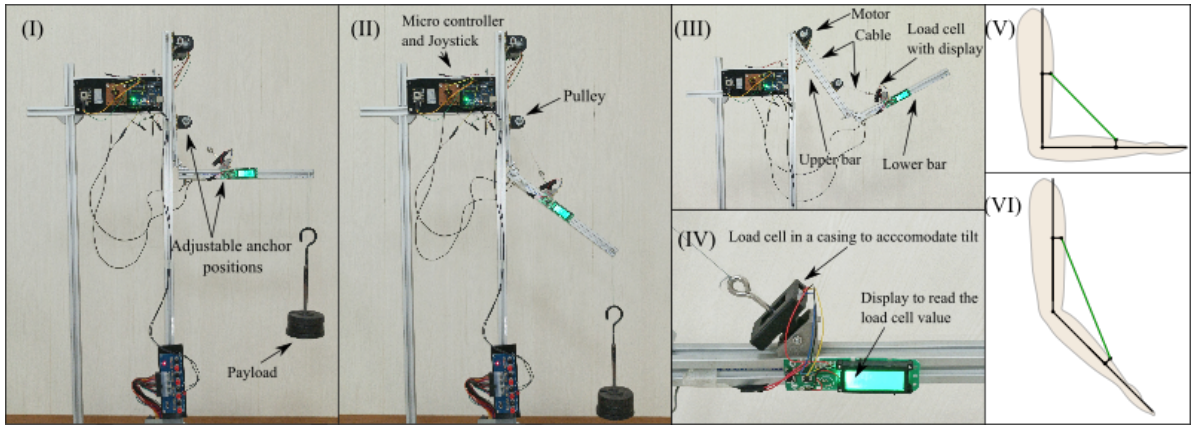 (I)
Adjustable anchor
positions
Payload
(II)
Micro controller
and Joystick
Pulley
(III)
Motor
Cable
Load cell
with display
Upper bar
Lower bar
(IV)
Load cell in a casing to acccomodate tilt
Display to read the
load cell value
(V)
(VI)